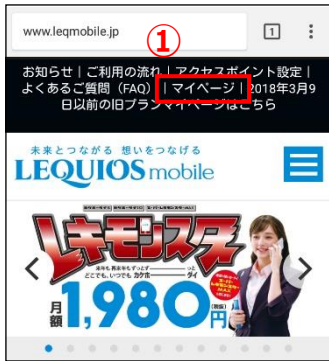 www.leqmobile.jp
1
①
お知らせ | ご利用の流れ | アクセスポイント設定 |
よくあるご質問（FAQ） | マイページ | 2018年3月9
日以前の旧プランマイページはこちら
未来とつながる 想いをつなげる
LEQUIOS mobile
レキモンスター
月額1,980円